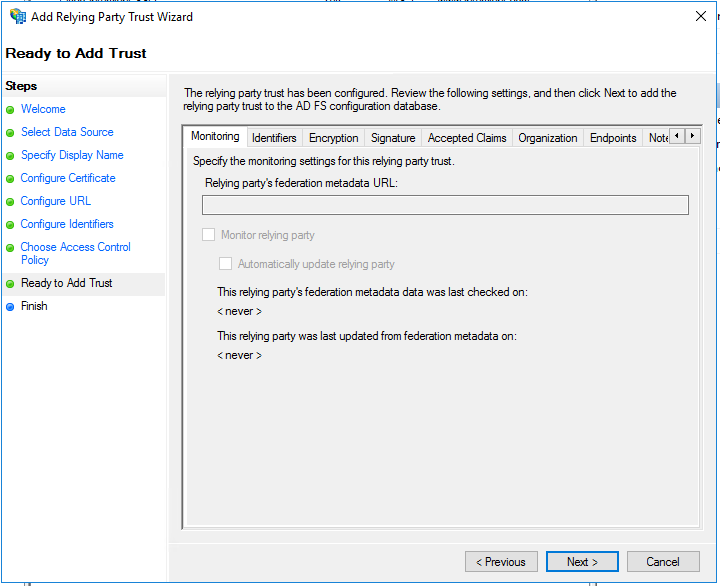 Add Relying Party Trust Wizard
Ready to Add Trust
Steps
Welcome
Select Data Source
Specify Display Name
Configure Certificate
Configure URL
Configure Identifiers
Choose Access Control
Policy
Ready to Add Trust
Finish
The relying party trust has been configured. Review the following settings, and then click Next to add the
relying party trust to the AD FS configuration database.
Monitoring Identifiers Encryption Signature Accepted Claims Organization Endpoints Note
Specify the monitoring settings for this relying party trust.
Relying party's federation metadata URL:
Monitor relying party
Automatically update relying party
This relying party's federation metadata data was last checked on:
< never >
This relying party was last updated from federation metadata on:
< never >
< Previous Next > Cancel